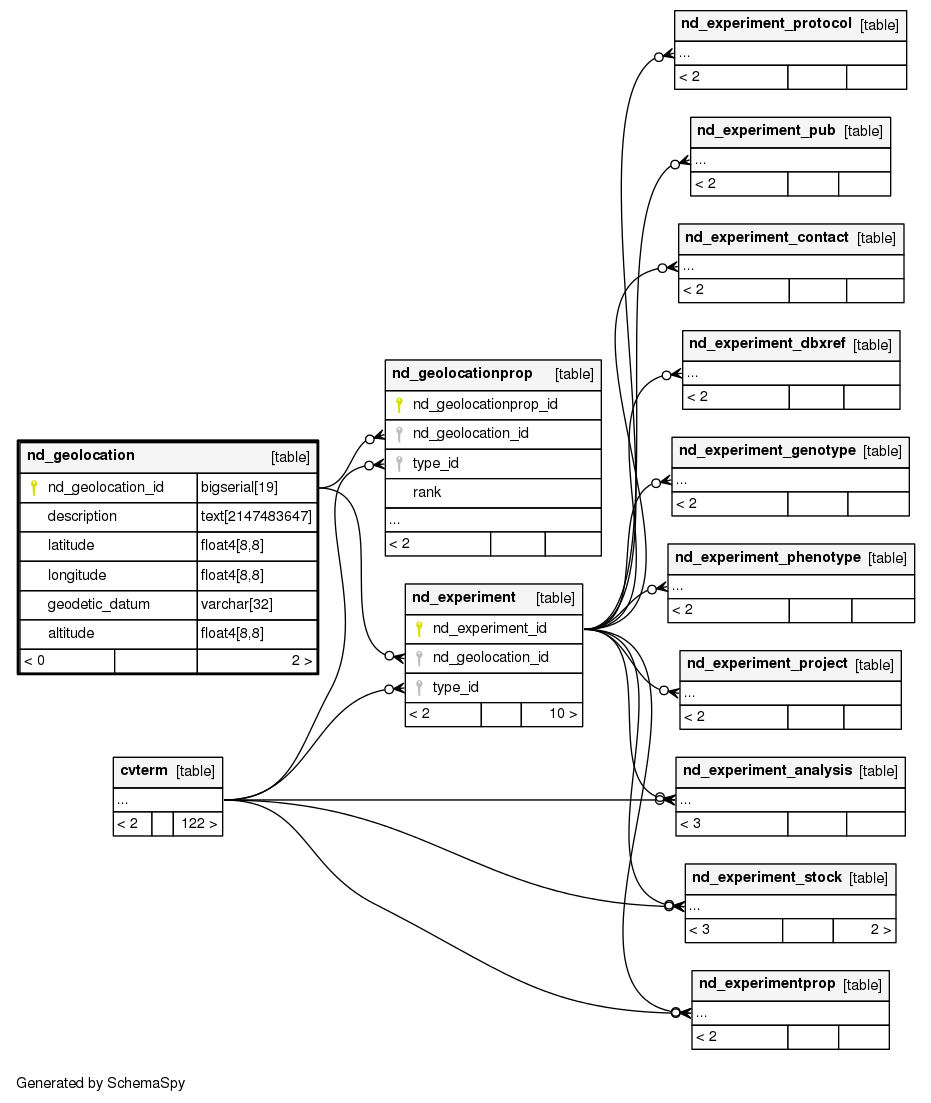 nd_experiment_protocol [table]
...
< 2
nd_experiment_pub [table]
...
< 2
nd_experiment_contact [table]
...
< 2
nd_experiment_dbxref [table]
...
< 2
nd_geolocationprop [table]
nd_geolocationprop_id
nd_geolocation_id
type_id
rank
...
< 2
nd_geolocation [table]
nd_geolocation_id bigserial[19]
description text[2147483647]
latitude float4[8,8]
longitude float4[8,8]
geodetic_datum varchar[32]
altitude float4[8,8]
< 0 2 >
nd_experiment_genotype [table]
...
< 2
nd_experiment_phenotype [table]
...
< 2
nd_experiment [table]
nd_experiment_id
nd_geolocation_id
type_id
< 2 10 >
nd_experiment_project [table]
...
< 2
cvterm [table]
...
< 2 122 >
nd_experiment_analysis [table]
...
< 3
nd_experiment_stock [table]
...
< 3 2 >
nd_experimentprop [table]
...
< 2
Generated by SchemaSpy